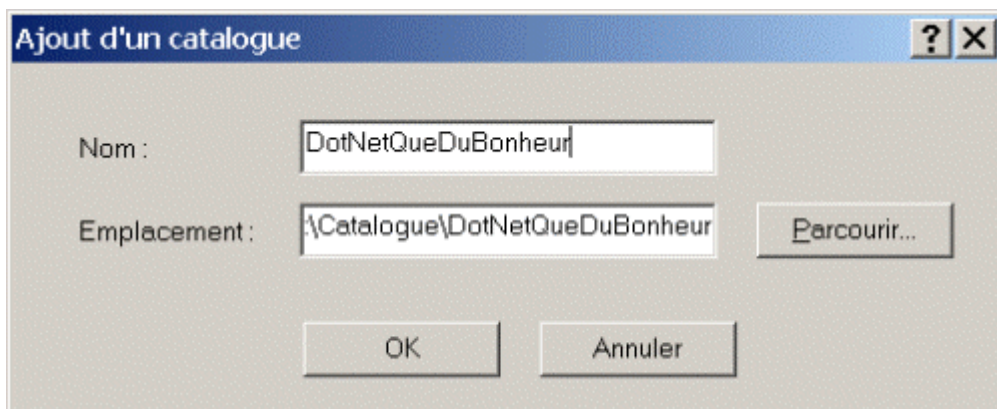 Ajout d'un catalogue
Nom :
DotNetQueDuBonheur
Emplacement :
:\Catalogue\DotNetQueDuBonheur
Parcourir...
OK
Annuler